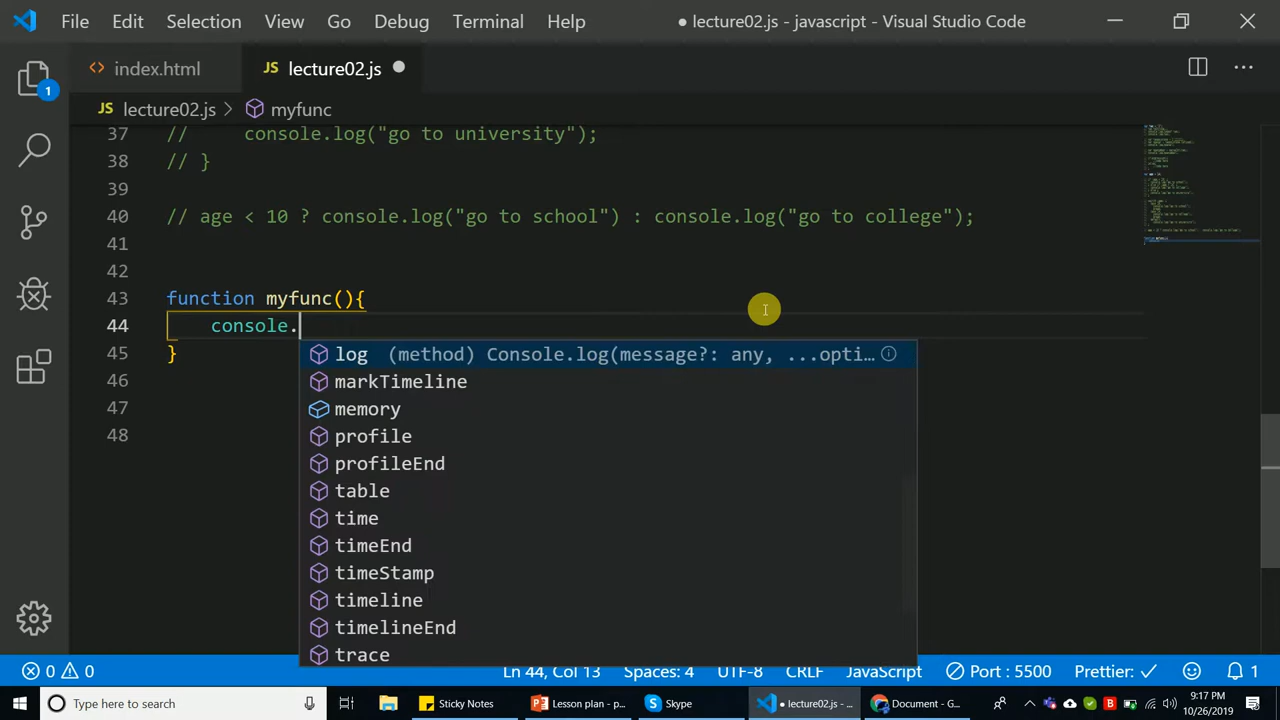 File Edit Selection View Go Debug Terminal Help ● lecture02.js - javascript - Visual Studio Code
<> index.html JS lecture02.js ●
JS lecture02.js > myfunc
37 // console.log("go to university");
38 // }
39
40 // age < 10 ? console.log("go to school") : console.log("go to college");
41
42
43 function myfunc(){
44 console.
log (method) Console.log(message?: any, ...opti…
45 }
markTimeline
46
memory
47
profile
48
profileEnd
table
time
timeEnd
timeStamp
timeline
timelineEnd
trace
1
0 0 Ln 44, Col 13 Spaces: 4 UTF-8 CRLF JavaScript Port : 5500 Prettier: ✓ 1
Type here to search Sticky Notes Lesson plan - p... Skype ● lecture02.js - ... Document - G... 9:17 PM
10/26/2019